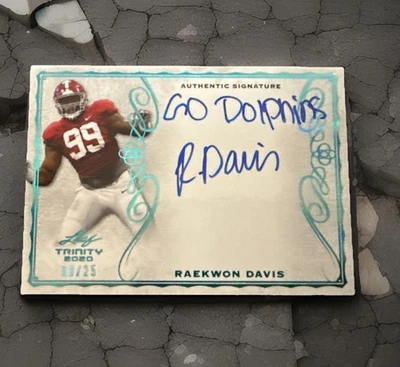 AUTHENTIC SIGNATURE
GO DOLPHINS
99
R Davis
Leaf
TRINITY
2020
RAEKWON DAVIS